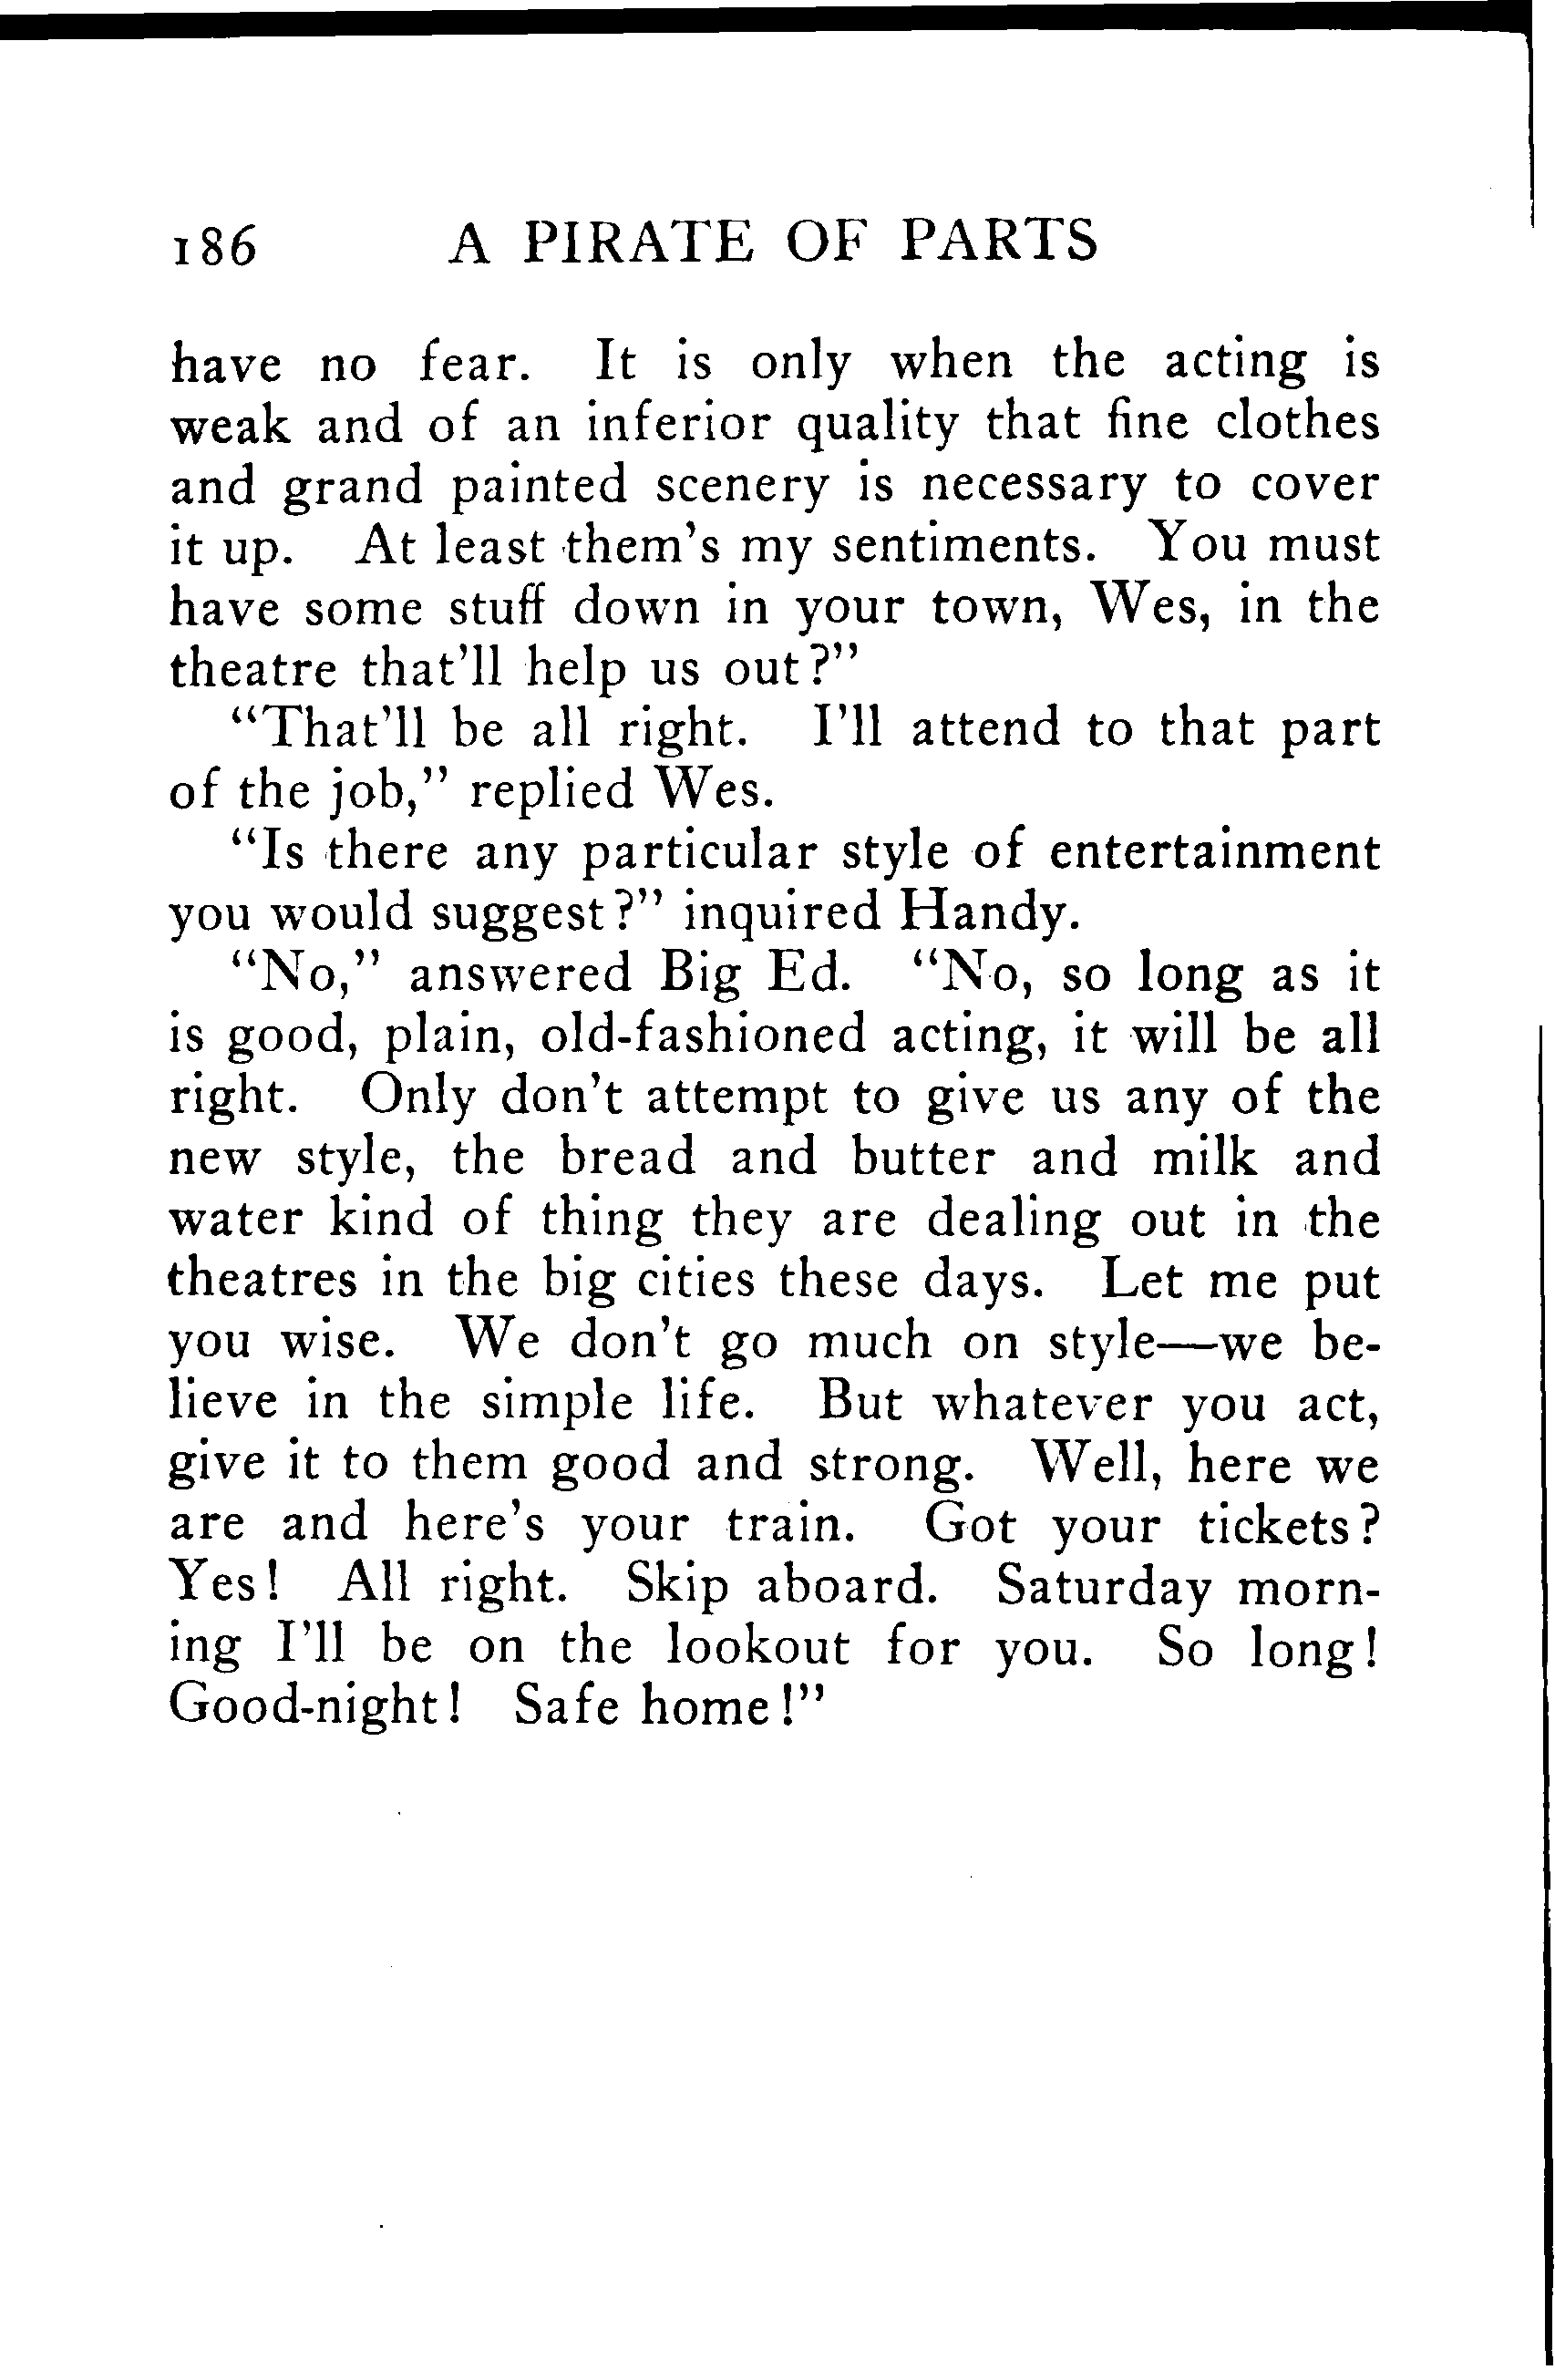 186 A PIRATE OF PARTS
have no fear. It is only when the acting is
weak and of an inferior quality that fine clothes
and grand painted scenery is necessary to cover
it up. At least them's my sentiments. You must
have some stuff down in your town, Wes, in the
theatre that'll help us out?"
"That'll be all right. I'll attend to that part
of the job," replied Wes.
"Is there any particular style of entertainment
you would suggest?" inquired Handy.
"No," answered Big Ed. "No, so long as it
is good, plain, old-fashioned acting, it will be all
right. Only don't attempt to give us any of the
new style, the bread and butter and milk and
water kind of thing they are dealing out in the
theatres in the big cities these days. Let me put
you wise. We don't go much on style—we be-
lieve in the simple life. But whatever you act,
give it to them good and strong. Well, here we
are and here's your train. Got your tickets?
Yes! All right. Skip aboard. Saturday morn-
ing I'll be on the lookout for you. So long!
Good-night! Safe home!"